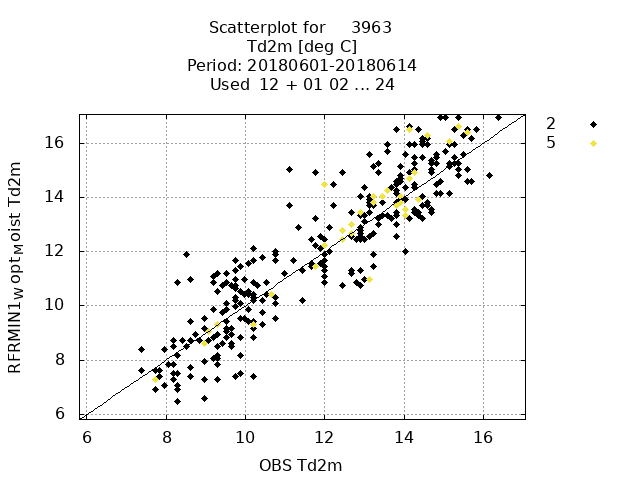 Scatterplot for 3963
Td2m [deg C]
Period: 20180601-20180614
Used 12 + 01 02 ... 24
2
5
16
14
12
10
8
6
RFRMIN1WoptMoist Td2m
6 8 10 12 14 16
OBS Td2m